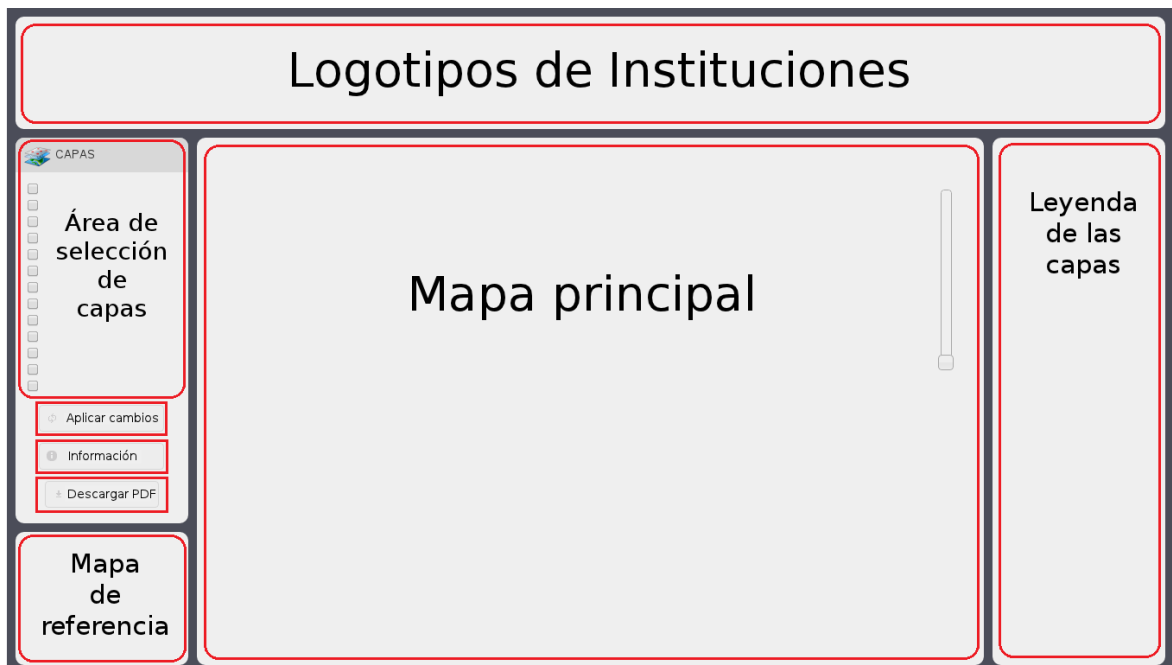 Logotipos de Instituciones
CAPAS
Área de
selección
de
capas
Aplicar cambios
Información
Descargar PDF
Mapa
de
referencia
Mapa principal
Leyenda
de las
capas